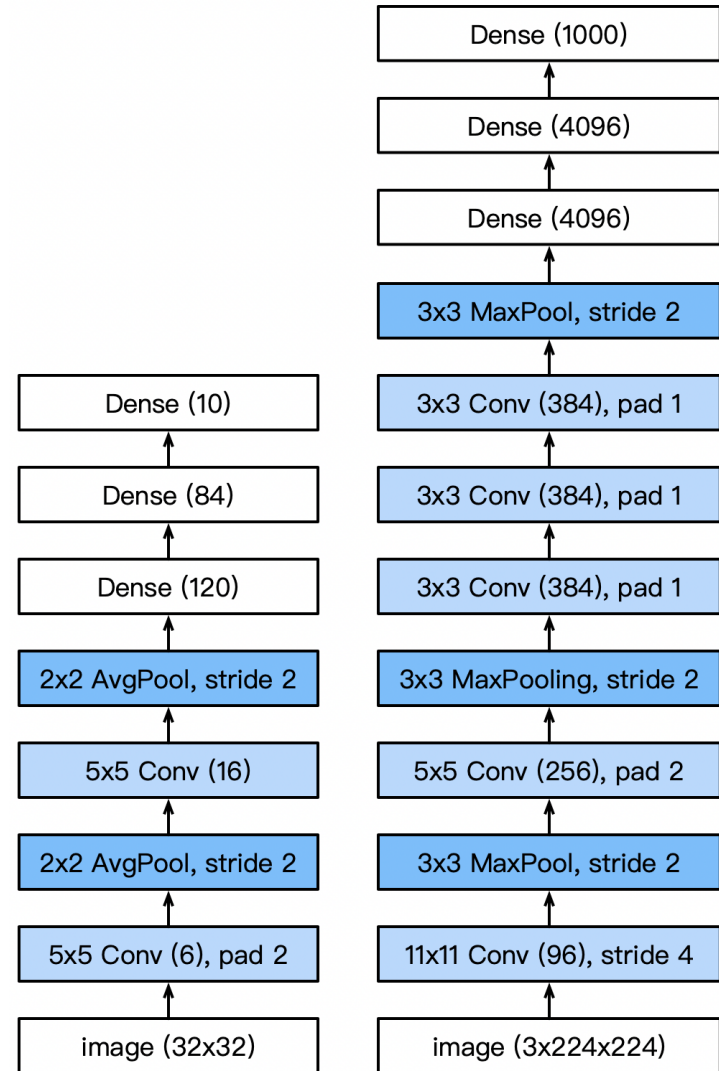 Dense (10)
Dense (84)
Dense (120)
2x2 AvgPool, stride 2
5x5 Conv (16)
2x2 AvgPool, stride 2
5x5 Conv (6), pad 2
image (32x32)
Dense (1000)
Dense (4096)
Dense (4096)
3x3 MaxPool, stride 2
3x3 Conv (384), pad 1
3x3 Conv (384), pad 1
3x3 Conv (384), pad 1
3x3 MaxPooling, stride 2
5x5 Conv (256), pad 2
3x3 MaxPool, stride 2
11x11 Conv (96), stride 4
image (3x224x224)